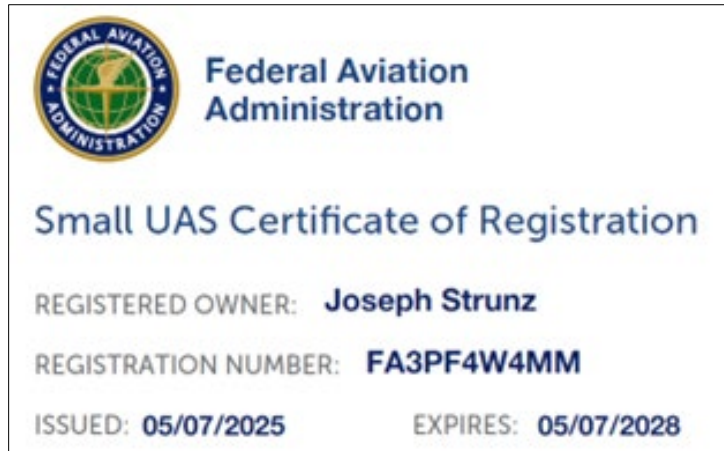 FEDERAL AVIATION
ADMINISTRATION
Federal Aviation
Administration
Small UAS Certificate of Registration
REGISTERED OWNER: Joseph Strunz
REGISTRATION NUMBER: FA3PF4W4MM
ISSUED: 05/07/2025 EXPIRES: 05/07/2028